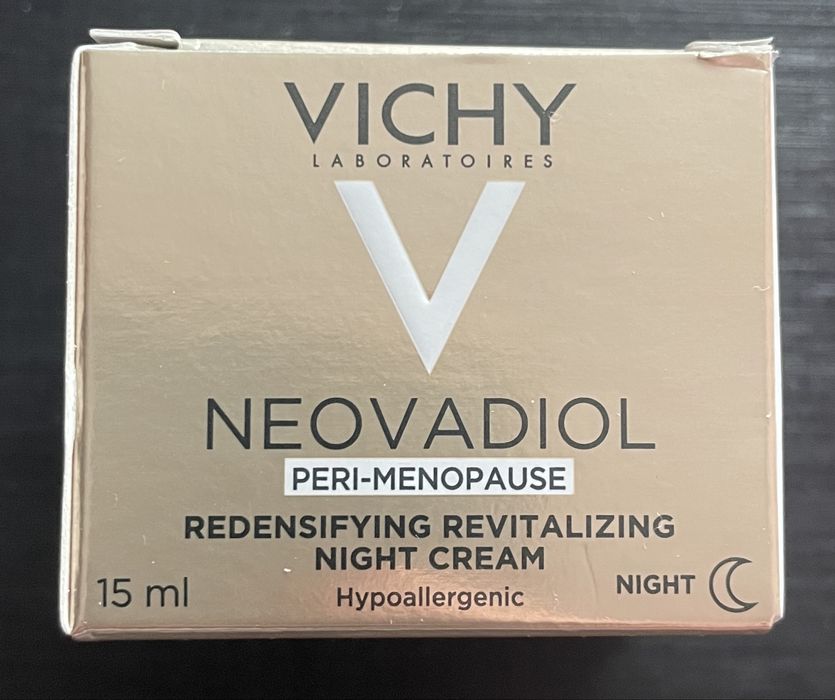 VICHY
LABORATOIRES
V
NEOVADIOL
PERI-MENOPAUSE
REDENSIFYING REVITALIZING
NIGHT CREAM
15 ml
Hypoallergenic
NIGHT